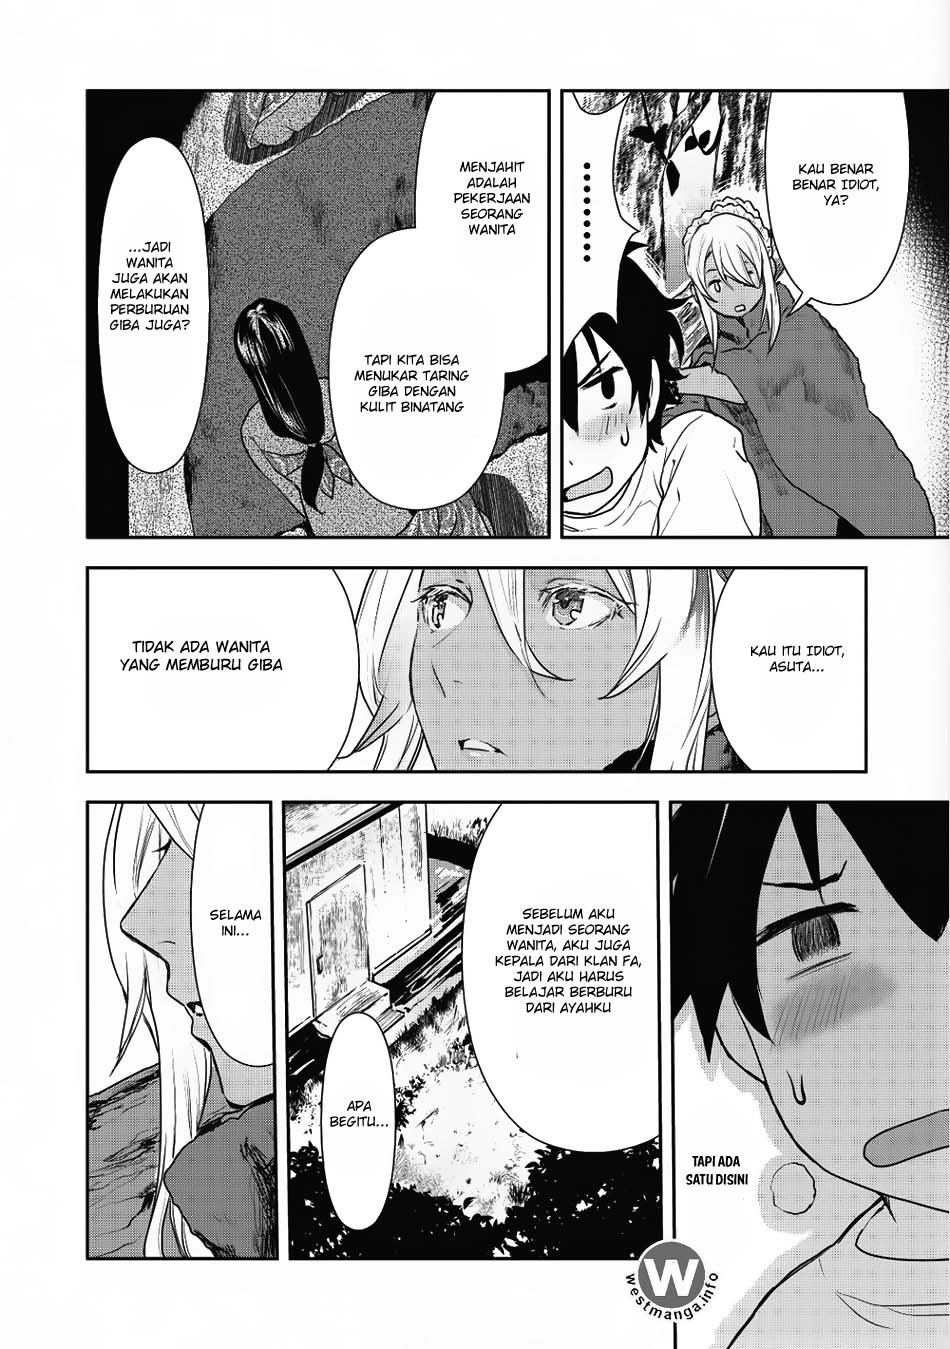 KAU BENAR
BENAR IDIOT,
YA?
MENJAHIT
ADALAH
PEKERJAAN
SEORANG
WANITA
TAPI KITA BISA
MENUKAR TARING
GIBA DENGAN
KULIT BINATANG
...JADI
WANITA
JUGA AKAN
MELAKUKAN
PERBURUAN
GIBA JUGA?
KAU ITU IDIOT,
ASUTA...
TIDAK ADA WANITA
YANG MEMBURU GIBA
TAPI ADA
SATU DISINI
SEBELUM AKU
MENJADI SEORANG
WANITA, AKU JUGA
KEPALA DARI KLAN FA,
JADI AKU HARUS
BELAJAR BERBURU
DARI AYAHKU
APA
BEGITU...
SELAMA
INI...
W
westmanga.info